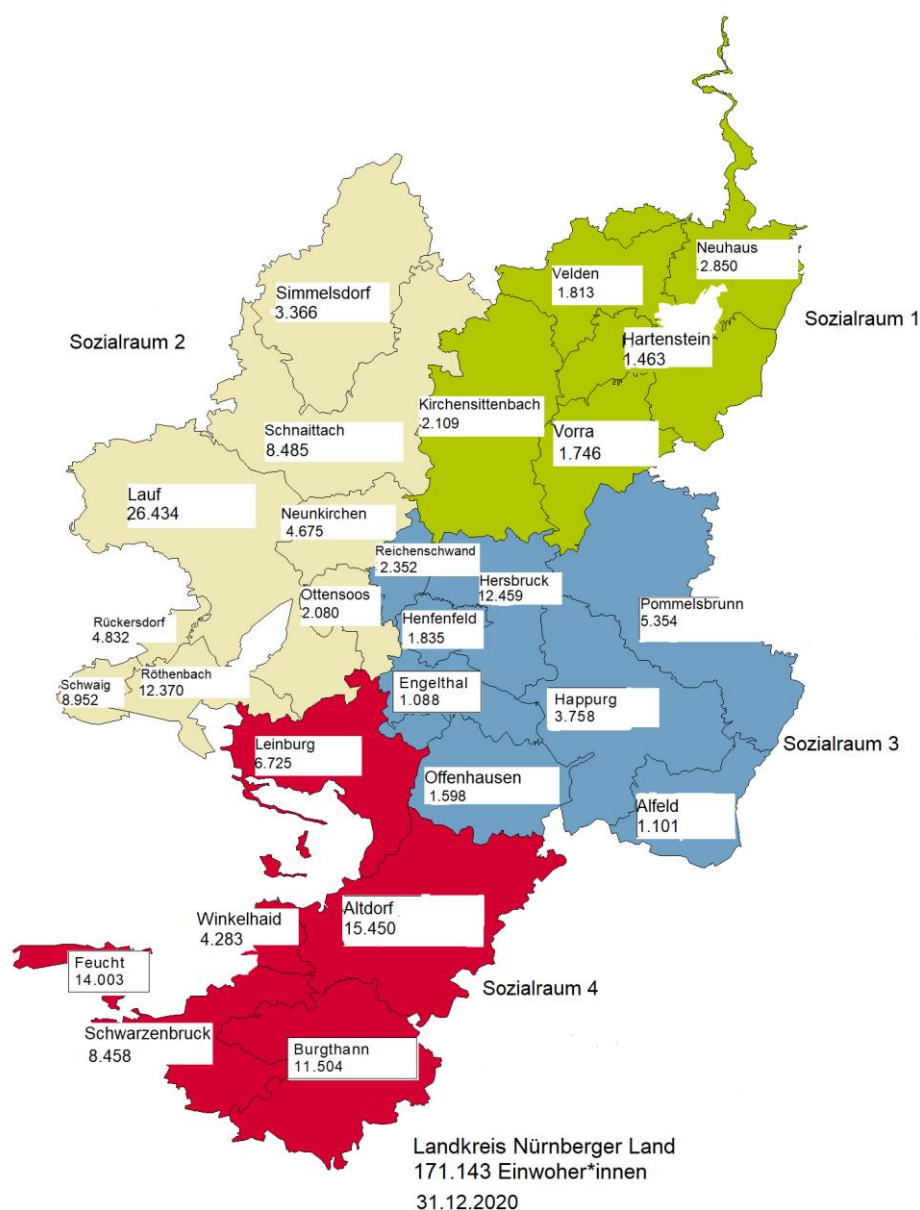 Neuhaus
2.850
Velden
1.813
Simmelsdorf
3.366
Sozialraum 1
Hartenstein
1.463
Sozialraum 2
Kirchensittenbach
2.109
Schnaittach
8.485
Vorra
1.746
Lauf
26.434
Neunkirchen
4.675
Reichenschwand
2.352
Hersbruck
12.459
Ottensoos
2.080
Pommelsbrunn
5.354
Rückersdorf
4.832
Henfenfeld
1.835
Röthenbach
12.370
Schwaig
8.952
Engelthal
1.088
Happurg
3.758
Leinburg
6.725
Sozialraum 3
Offenhausen
1.598
Alfeld
1.101
Altdorf
15.450
Winkelhaid
4.283
Feucht
14.003
Sozialraum 4
Schwarzenbruck
8.458
Burgthann
11.504
Landkreis Nürnberger Land
171.143 Einwoher*innen
31.12.2020